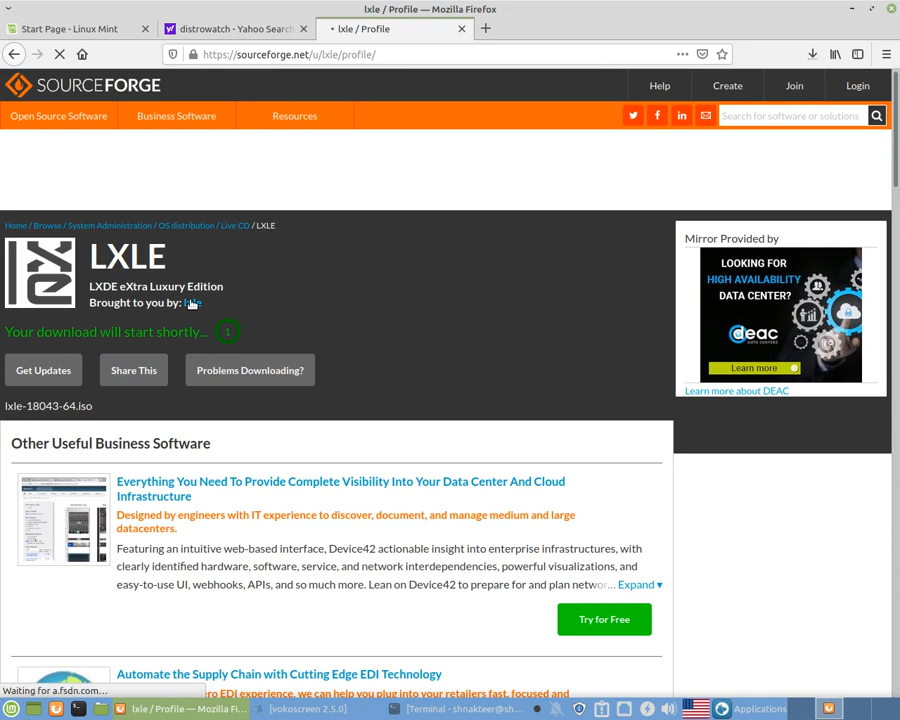 lxle / Profile — Mozilla Firefox
Start Page - Linux Mint
distrowatch - Yahoo Search
lxle / Profile
https://sourceforge.net/u/lxle/profile/
SOURCEFORGE
Help
Create
Join
Login
Open Source Software
Business Software
Resources
Search for software or solutions
Home / Browse / System Administration / OS distribution / Live CD / LXLE
LXLE
LXDE eXtra Luxury Edition
Brought to you by:
Your download will start shortly... 1
Get Updates
Share This
Problems Downloading?
lxle-18043-64.iso
Mirror Provided by
LOOKING FOR
HIGH AVAILABILITY
DATA CENTER?
deac
DATA CENTERS
Learn more
Learn more about DEAC
Other Useful Business Software
Everything You Need To Provide Complete Visibility Into Your Data Center And Cloud
Infrastructure
Designed by engineers with IT experience to discover, document, and manage medium and large
datacenters.
Featuring an intuitive web-based interface, Device42 actionable insight into enterprise infrastructures, with
clearly identified hardware, software, service, and network interdependencies, powerful visualizations, and
easy-to-use UI, webhooks, APIs, and so much more. Lean on Device42 to prepare for and plan networ... Expand ▾
Try for Free
Automate the Supply Chain with Cutting Edge EDI Technology
ero EDI experience, we can help you plug into your retailers fast, focused and
Waiting for a.fsdn.com...
lxle / Profile — Mozilla Fi...
[vokoscreen 2.5.0]
[Terminal - shnakteer@sh...
Applications